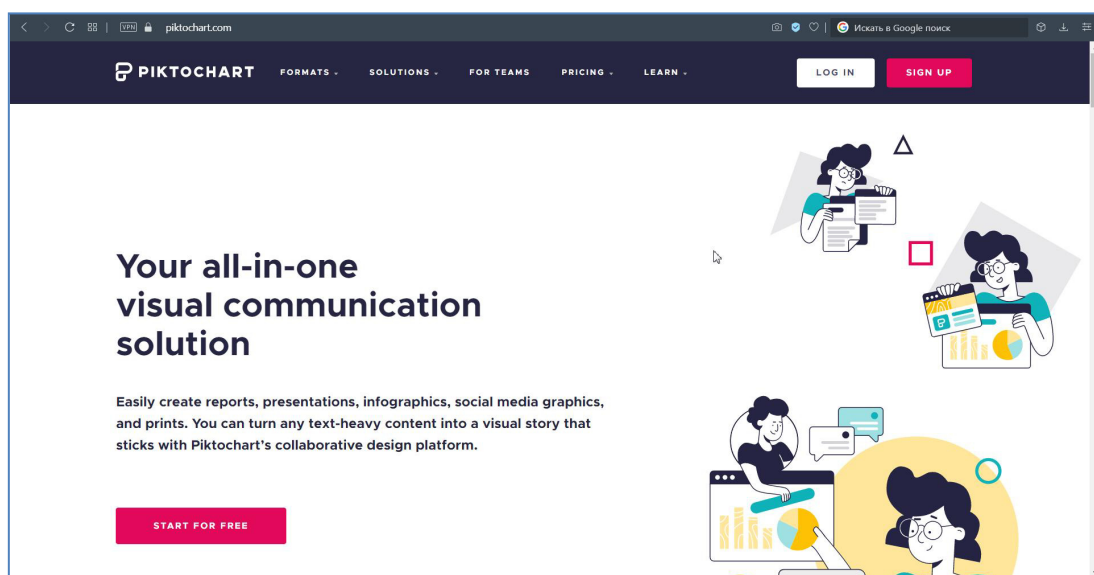 VPN piktochart.com Искать в Google поиск
PIKTOCHART FORMATS SOLUTIONS FOR TEAMS PRICING LEARN LOG IN SIGN UP
Your all-in-one
visual communication
solution
Easily create reports, presentations, infographics, social media graphics,
and prints. You can turn any text-heavy content into a visual story that
sticks with Piktochart's collaborative design platform.
START FOR FREE